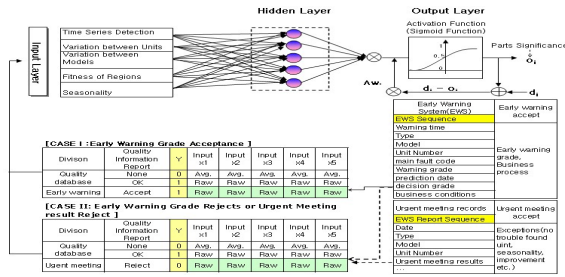 Hidden Layer
Output Layer
Activation Function
(Sigmoid Function)
Input Layer
Time Series Detection
Variation between Units
Variation between
Models
Fitness of Regions
Seasonality
Parts Significance
ôᵢ
Δwᵢ
dᵢ - oᵢ
dᵢ
Early Warning
System(EWS)
Early warning
accept
EWS Sequence
Warning time
Type
Model
Unit Number
main fault code
Warning grade
prediction date
decision grade
business conditions
Early warning
grade,
Business
process
Urgent meeting records
Urgent meeting
accept
EWS Report Sequence
Date
Type
Model
Unit Number
Urgent meeting results
...
Exceptions(no
trouble found
uint,
seasonality,
improvement
etc.)
[CASE I :Early Warning Grade Acceptance ]
Divison Quality Information Report Y Input x1 Input x2 Input x3 Input x4 Input x5
Quality database None 0 Avg. Avg. Avg. Avg. Avg.
OK 1 Raw Raw Raw Raw Raw
Early warning Accept 1 Raw Raw Raw Raw Raw
[CASE II: Early Warning Grade Rejects or Urgent Meeting
result Reject ]
Divison Quality Information Report Y Input x1 Input x2 Input x3 Input x4 Input x5
Quality database None 0 Avg. Avg. Avg. Avg. Avg.
OK 1 Raw Raw Raw Raw Raw
Usent meeting Reject 0 Raw Raw Raw Raw Raw